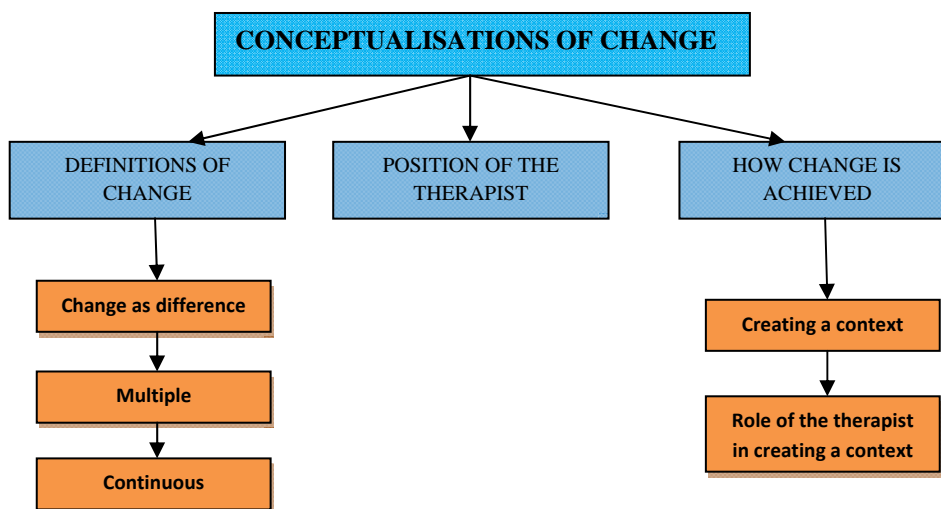 CONCEPTUALISATIONS OF CHANGE
DEFINITIONS OF
CHANGE
POSITION OF THE
THERAPIST
HOW CHANGE IS
ACHIEVED
Change as difference
Multiple
Continuous
Creating a context
Role of the therapist
in creating a context